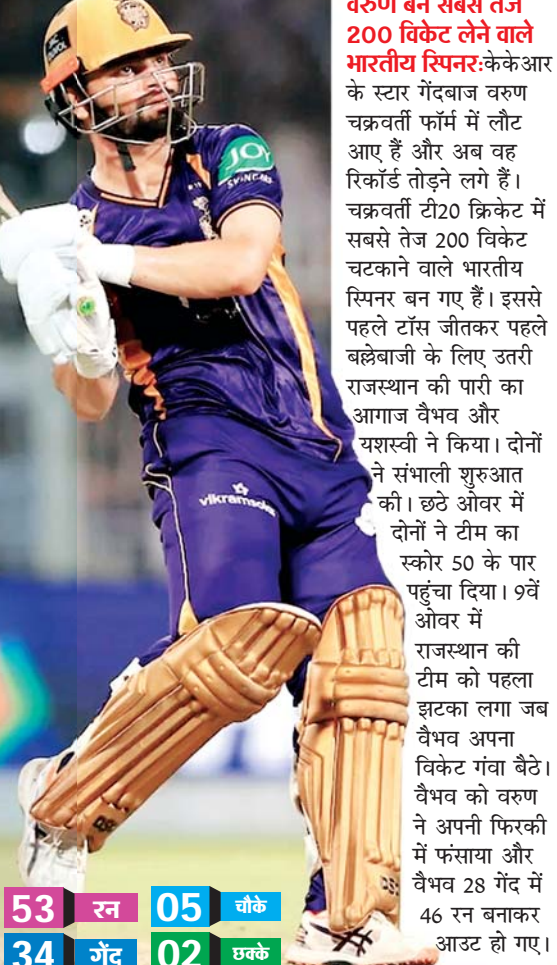 वरुण बने सबसे तेज
200 विकेट लेने वाले
भारतीय स्पिनर:केकेआर
के स्टार गेंदबाज वरुण
चक्रवर्ती फॉर्म में लौट
आए हैं और अब वह
रिकॉर्ड तोड़ने लगे हैं।
चक्रवर्ती टी20 क्रिकेट में
सबसे तेज 200 विकेट
चटकाने वाले भारतीय
स्पिनर बन गए हैं। इससे
पहले टॉस जीतकर पहले
बल्लेबाजी के लिए उतरी
राजस्थान की पारी का
आगाज वैभव और
यशस्वी ने किया। दोनों
ने संभाली शुरुआत
की। छठे ओवर में
दोनों ने टीम का
स्कोर 50 के पार
पहुंचा दिया। 9वें
ओवर में
राजस्थान की
टीम को पहला
झटका लगा जब
वैभव अपना
विकेट गंवा बैठे।
वैभव को वरुण
ने अपनी फिरकी
में फंसाया और
वैभव 28 गेंद में
46 रन बनाकर
आउट हो गए।
JOY
vikramsolar
53 रन 05 चौके
34 गेंद 02 छक्के